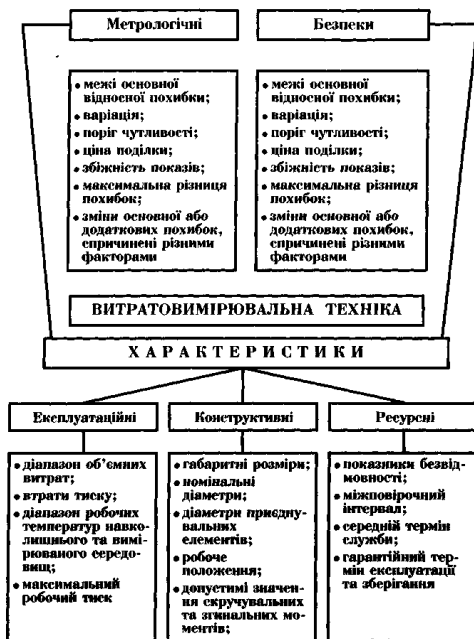 Метрологічні
Безпеки
• межі основної
відносної похибки;
• варіація;
• поріг чутливості;
• ціна поділки;
• збіжність показів;
• максимальна різниця
похибок;
• зміни основної або
додаткових похибок,
спричинені різними
факторами
• межі основної
відносної похибки;
• варіація;
• поріг чутливості;
• ціна поділки;
• збіжність показів;
• максимальна різниця
похибок;
• зміни основної або
додаткових похибок,
спричинені різними
факторами
ВИТРАТОВИМІРЮВАЛЬНА ТЕХНІКА
ХАРАКТЕРИСТИКИ
Експлуатаційні
Конструктивні
Ресурсні
• діапазон об’ємних
витрат;
• втрати тиску;
• діапазон робочих
температур навко-
лишнього та вимі-
рюваного середо-
вищ;
• максимальний
робочий тиск
• габаритні розміри;
• номінальні
діаметри;
• діаметри приєдну-
вальних
елементів;
• робоче
положення;
• допустимі значен-
ня скручувальних
та згинальних мо-
ментів;
• показники безвід-
мовності;
• міжповірочний
інтервал;
• середній термін
служби;
• гарантійний тер-
мін експлуатації
та зберігання